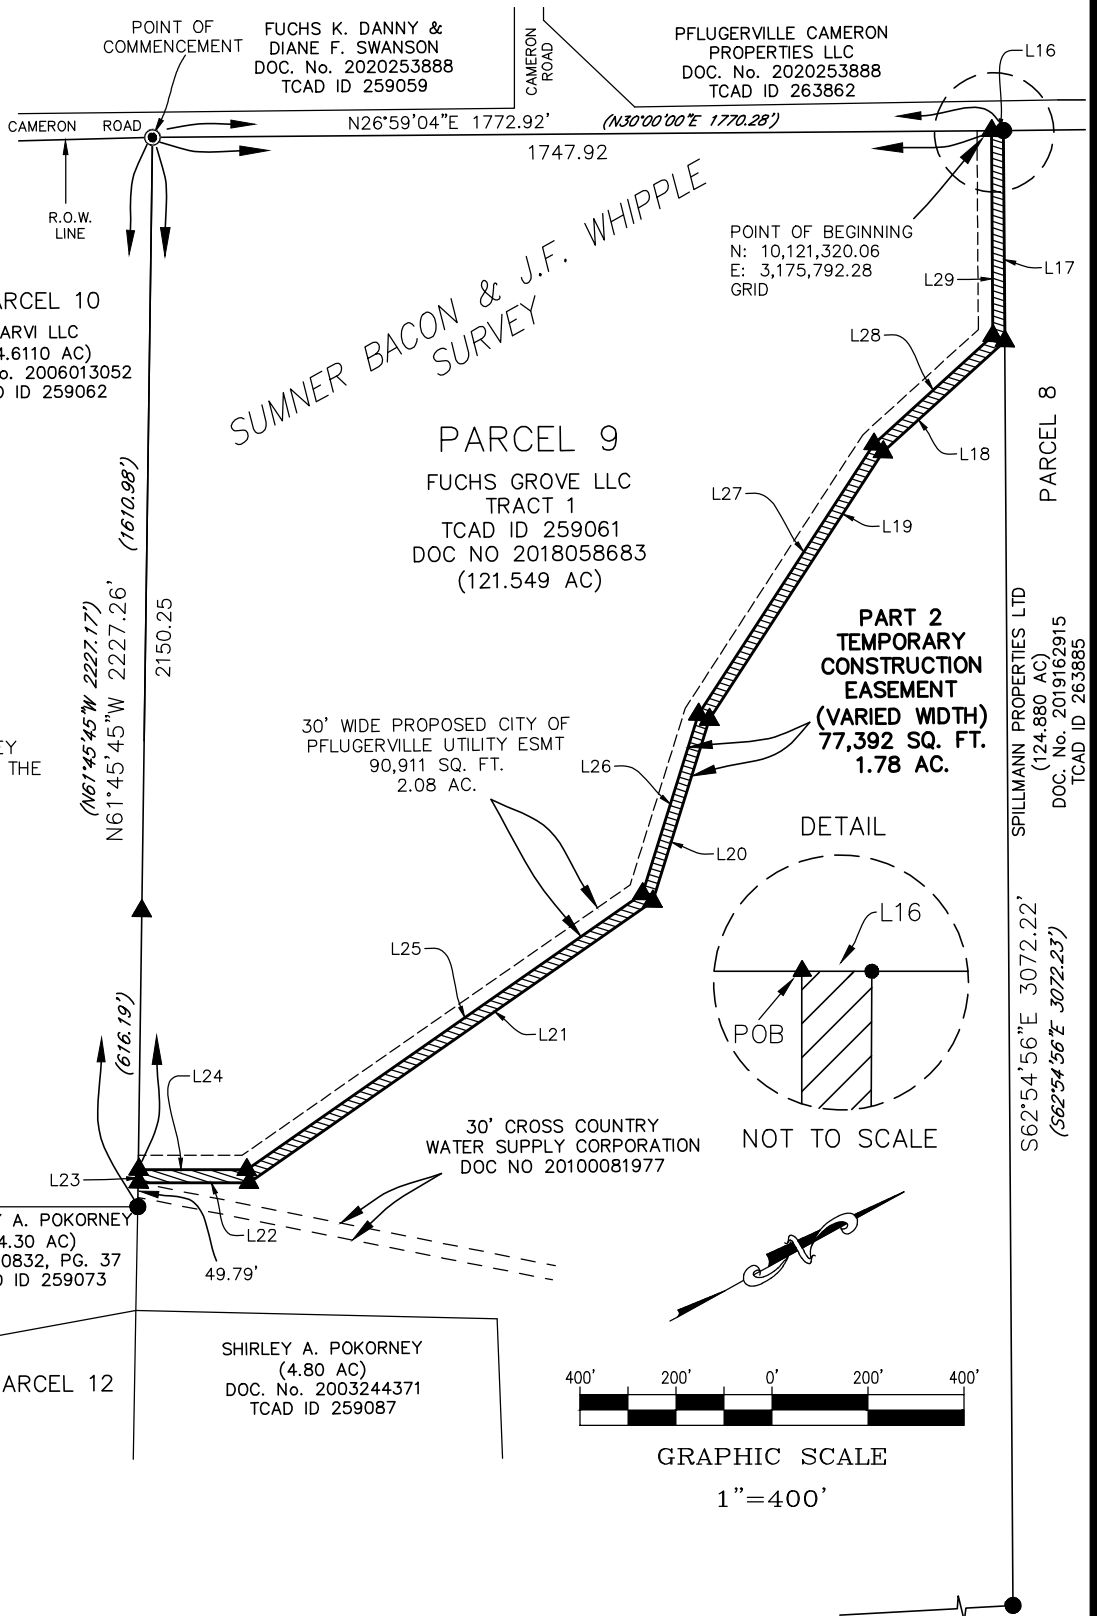 POINT OF
COMMENCEMENT
FUCHS K. DANNY &
DIANE F. SWANSON
DOC. No. 2020253888
TCAD ID 259059
CAMERON
ROAD
PFLUGERVILLE CAMERON
PROPERTIES LLC
DOC. No. 2020253888
TCAD ID 263862
L16
CAMERON ROAD
N26°59'04"E 1772.92' (N30°00'00"E 1770.28')
1747.92
R.O.W.
LINE
SUMNER BACON & J.F. WHIPPLE
SURVEY
POINT OF BEGINNING
N: 10,121,320.06
E: 3,175,792.28
GRID
L29
L17
L28
L18
ARCEL 10
ARVI LLC
4.6110 AC)
o. 2006013052
D ID 259062
PARCEL 9
FUCHS GROVE LLC
TRACT 1
TCAD ID 259061
DOC NO 2018058683
(121.549 AC)
PARCEL 8
L27
L19
(1610.98')
(N61°45'45"W 2227.17')
N61°45'45"W 2227.26'
2150.25
PART 2
TEMPORARY
CONSTRUCTION
EASEMENT
(VARIED WIDTH)
77,392 SQ. FT.
1.78 AC.
SPILLMANN PROPERTIES LTD
(124.880 AC)
DOC. No. 2019162915
TCAD ID 263885
EY
THE
30' WIDE PROPOSED CITY OF
PFLUGERVILLE UTILITY ESMT
90,911 SQ. FT.
2.08 AC.
L26
L20
DETAIL
L16
POB
NOT TO SCALE
S62°54'56"E 3072.22'
(S62°54'56"E 3072.23')
L25
L21
(616.19')
L24
30' CROSS COUNTRY
WATER SUPPLY CORPORATION
DOC NO 20100081977
L23
L22
49.79'
Y A. POKORNEY
4.30 AC)
0832, PG. 37
D ID 259073
N
SHIRLEY A. POKORNEY
(4.80 AC)
DOC. No. 2003244371
TCAD ID 259087
ARCEL 12
400' 200' 0' 200' 400'
GRAPHIC SCALE
1"=400'